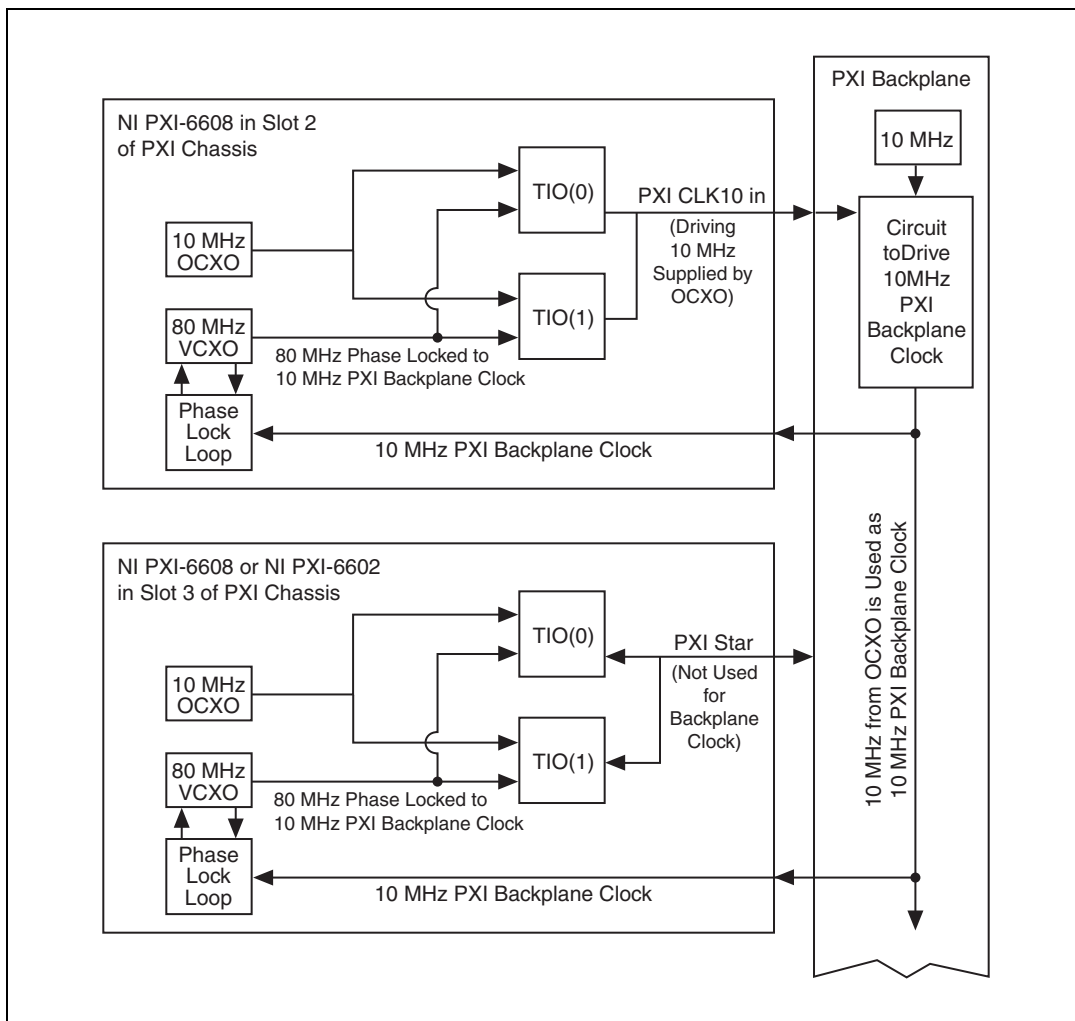 PXI Backplane
10 MHz
Circuit
toDrive
10MHz
PXI
Backplane
Clock
NI PXI-6608 in Slot 2
of PXI Chassis
10 MHz
OCXO
80 MHz
VCXO
Phase
Lock
Loop
TIO(0)
TIO(1)
PXI CLK10 in
(Driving
10 MHz
Supplied by
OCXO)
80 MHz Phase Locked to
10 MHz PXI Backplane Clock
10 MHz PXI Backplane Clock
NI PXI-6608 or NI PXI-6602
in Slot 3 of PXI Chassis
10 MHz
OCXO
80 MHz
VCXO
Phase
Lock
Loop
TIO(0)
TIO(1)
PXI Star
(Not Used
for
Backplane
Clock)
80 MHz Phase Locked to
10 MHz PXI Backplane Clock
10 MHz PXI Backplane Clock
10 MHz from OCXO is Used as
10 MHz PXI Backplane Clock